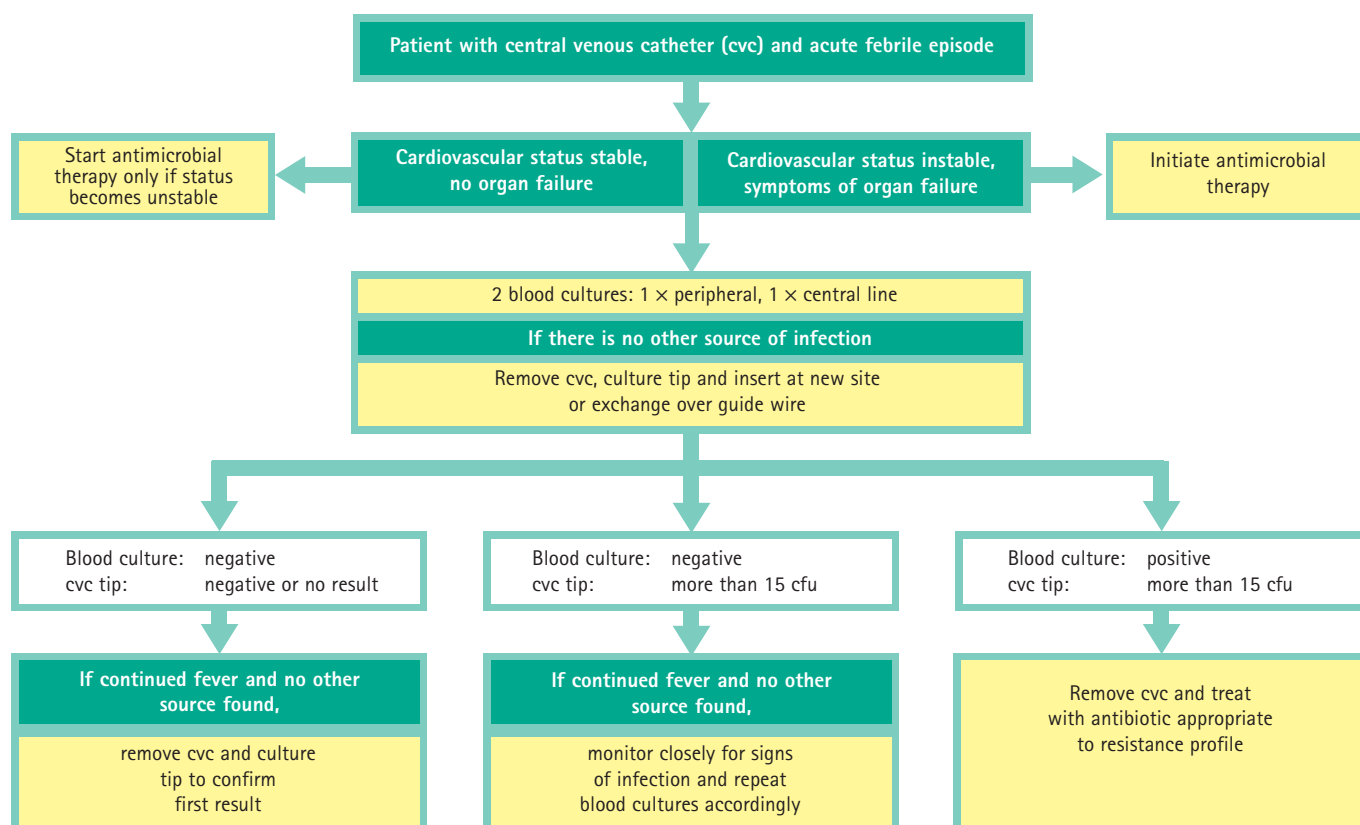 Patient with central venous catheter (cvc) and acute febrile episode
Start antimicrobial
therapy only if status
becomes unstable
Cardiovascular status stable,
no organ failure
Cardiovascular status instable,
symptoms of organ failure
Initiate antimicrobial
therapy
2 blood cultures: 1 × peripheral, 1 × central line
If there is no other source of infection
Remove cvc, culture tip and insert at new site
or exchange over guide wire
Blood culture: negative
cvc tip: negative or no result
Blood culture: negative
cvc tip: more than 15 cfu
Blood culture: positive
cvc tip: more than 15 cfu
If continued fever and no other
source found,
remove cvc and culture
tip to confirm
first result
If continued fever and no other
source found,
monitor closely for signs
of infection and repeat
blood cultures accordingly
Remove cvc and treat
with antibiotic appropriate
to resistance profile